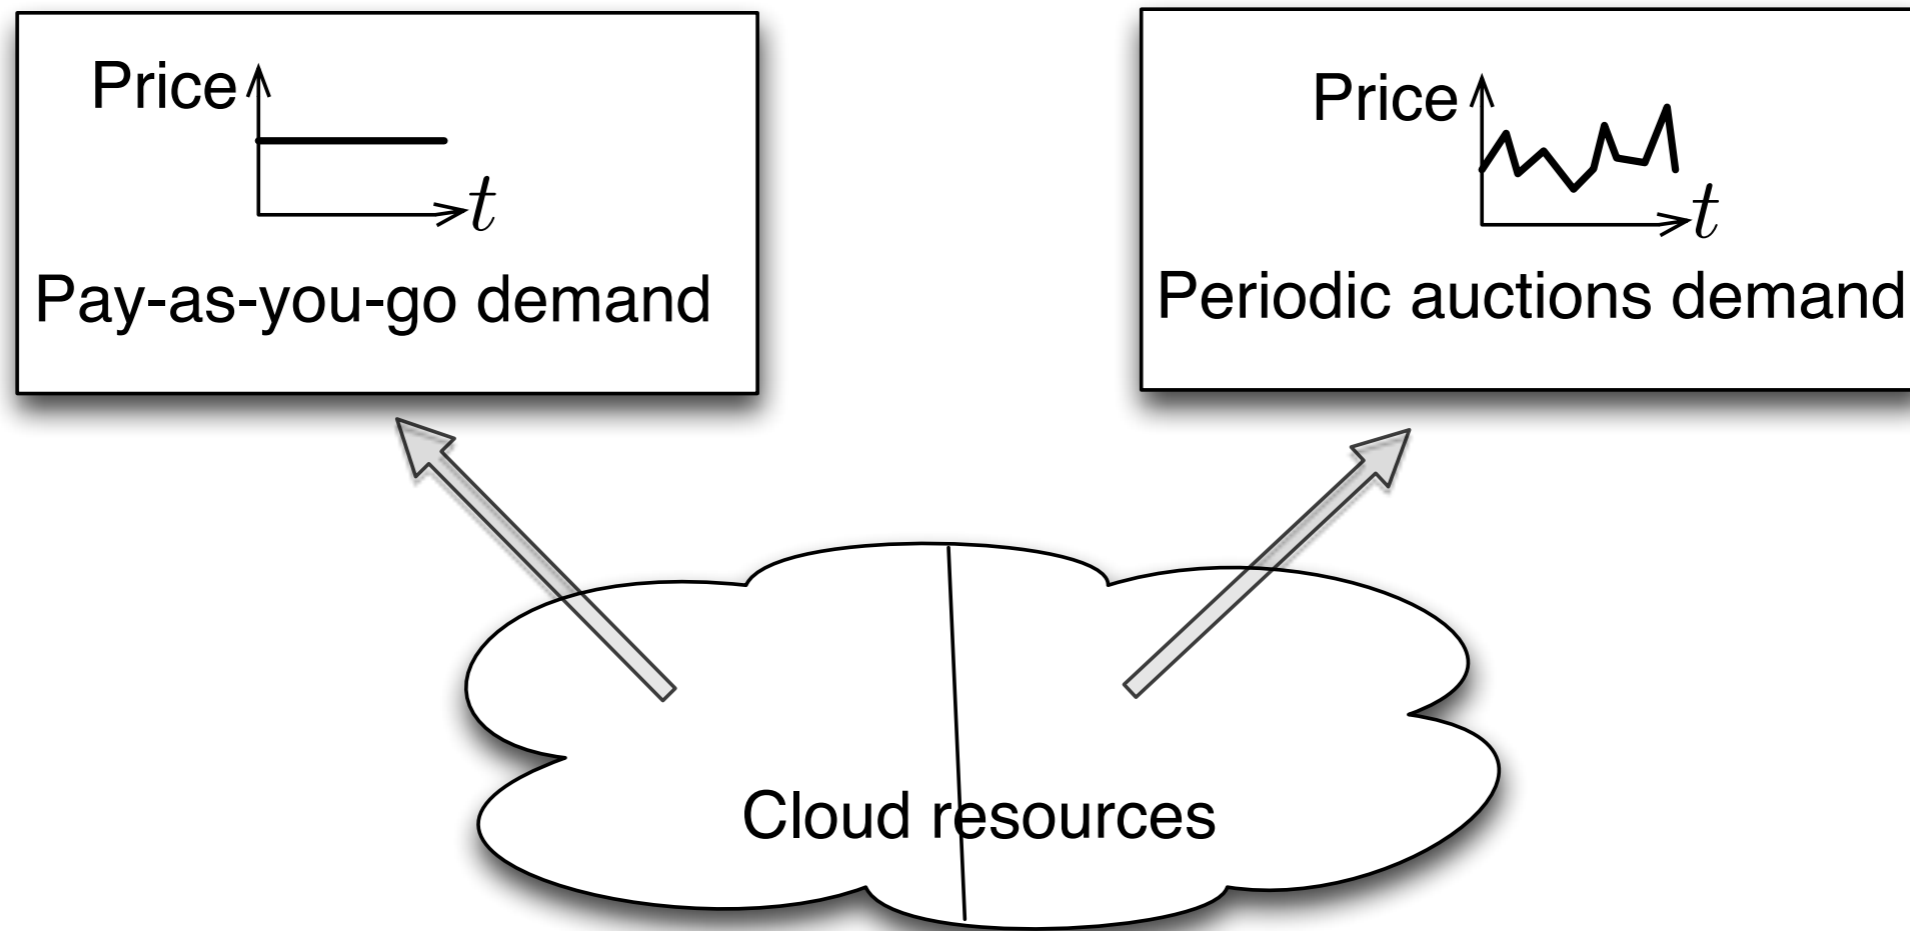 Price
t
Pay-as-you-go demand
Price
t
Periodic auctions demand
Cloud resources